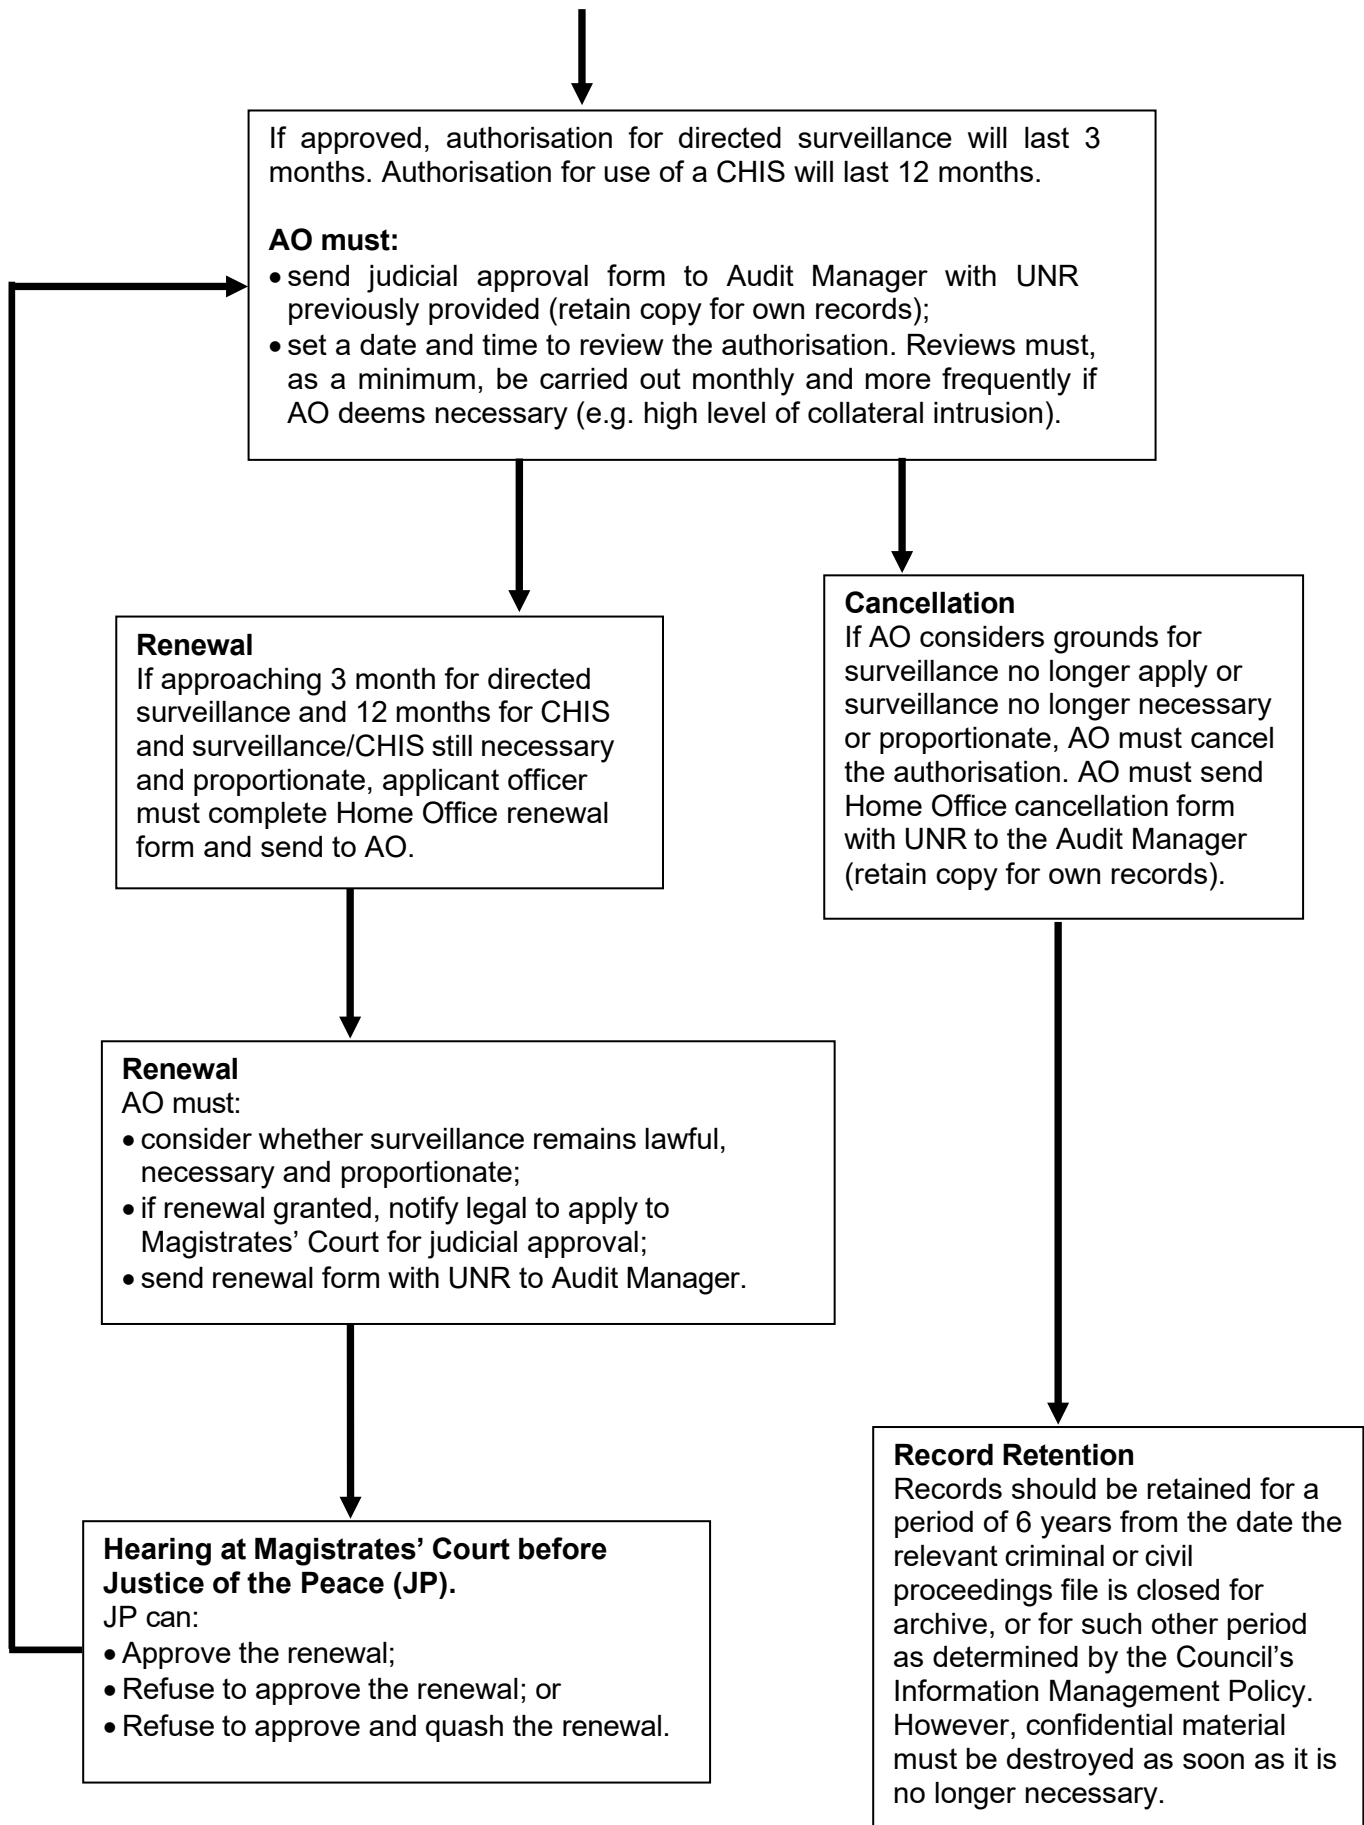 If approved, authorisation for directed surveillance will last 3
months. Authorisation for use of a CHIS will last 12 months.
AO must:
• send judicial approval form to Audit Manager with UNR
previously provided (retain copy for own records);
• set a date and time to review the authorisation. Reviews must,
as a minimum, be carried out monthly and more frequently if
AO deems necessary (e.g. high level of collateral intrusion).
Renewal
If approaching 3 month for directed
surveillance and 12 months for CHIS
and surveillance/CHIS still necessary
and proportionate, applicant officer
must complete Home Office renewal
form and send to AO.
Cancellation
If AO considers grounds for
surveillance no longer apply or
surveillance no longer necessary
or proportionate, AO must cancel
the authorisation. AO must send
Home Office cancellation form
with UNR to the Audit Manager
(retain copy for own records).
Renewal
AO must:
• consider whether surveillance remains lawful,
necessary and proportionate;
• if renewal granted, notify legal to apply to
Magistrates’ Court for judicial approval;
• send renewal form with UNR to Audit Manager.
Hearing at Magistrates’ Court before
Justice of the Peace (JP).
JP can:
• Approve the renewal;
• Refuse to approve the renewal; or
• Refuse to approve and quash the renewal.
Record Retention
Records should be retained for a
period of 6 years from the date the
relevant criminal or civil
proceedings file is closed for
archive, or for such other period
as determined by the Council’s
Information Management Policy.
However, confidential material
must be destroyed as soon as it is
no longer necessary.